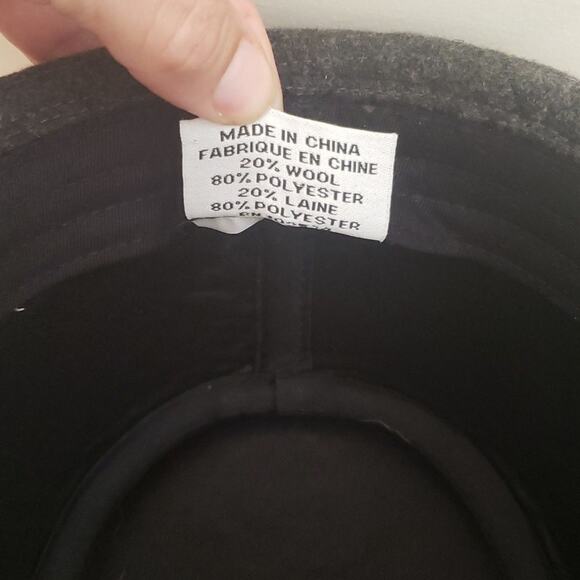 MADE IN CHINA
FABRIQUE EN CHINE
20% WOOL
80% POLYESTER
20% LAINE
80% POLYESTER